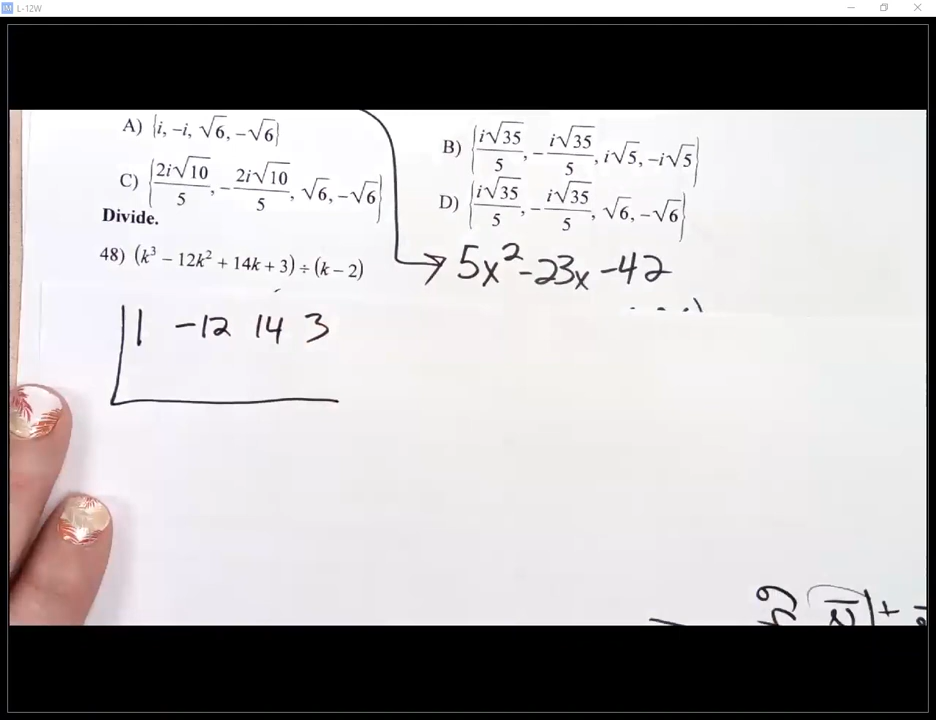 L-12W
A) {i, −i, √6, −√6}
B) {i√35/5, −i√35/5, i√5, −i√5}
C) {2i√10/5, −2i√10/5, √6, −√6}
D) {i√35/5, −i√35/5, √6, −√6}
Divide.
48) (k³ − 12k² + 14k + 3) ÷ (k − 2)
5x² -23x -42
1 -12 14 3